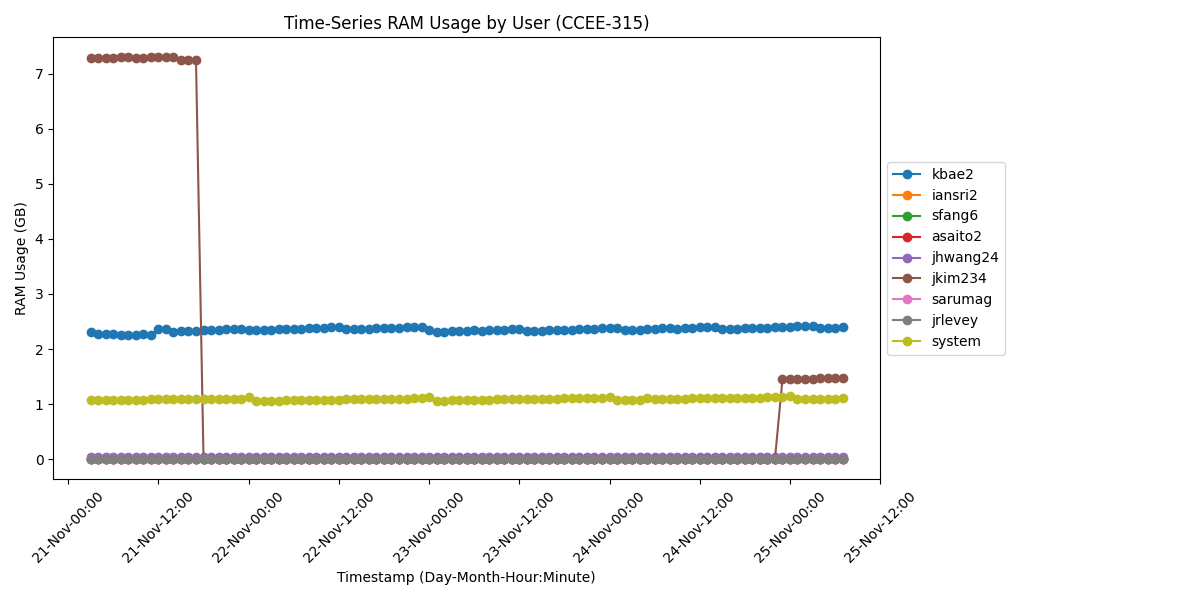 Time-Series RAM Usage by User (CCEE-315)
RAM Usage (GB)
7
6
5
4
3
2
1
0
21-Nov-00:00
21-Nov-12:00
22-Nov-00:00
22-Nov-12:00
23-Nov-00:00
23-Nov-12:00
24-Nov-00:00
24-Nov-12:00
25-Nov-00:00
25-Nov-12:00
Timestamp (Day-Month-Hour:Minute)
kbae2
iansri2
sfang6
asaito2
jhwang24
jkim234
sarumag
jrlevey
system